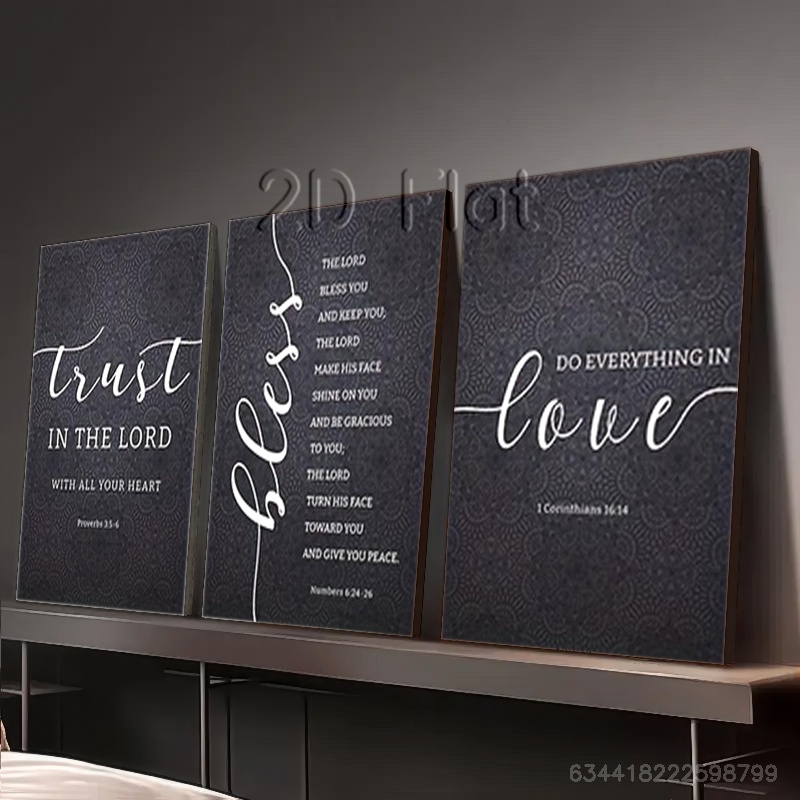 2D Flat
trust
IN THE LORD
WITH ALL YOUR HEART
Proverbs 3:5-6
bless
THE LORD
BLESS YOU
AND KEEP YOU;
THE LORD
MAKE HIS FACE
SHINE ON YOU
AND BE GRACIOUS
TO YOU;
THE LORD
TURN HIS FACE
TOWARD YOU
AND GIVE YOU PEACE.
Numbers 6:24-26
DO EVERYTHING IN
love
1 Corinthians 16:14
634418222598799